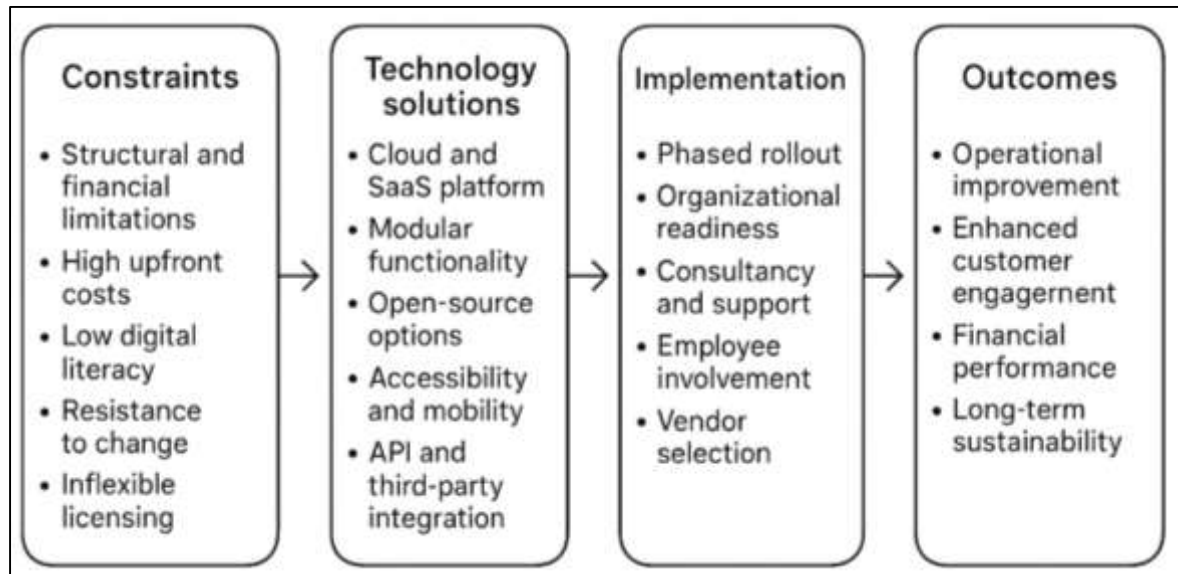 Constraints
• Structural and
financial
limitations
• High upfront
costs
• Low digital
literacy
• Resistance
to change
• Inflexible
licensing
Technology
solutions
• Cloud and
SaaS platform
• Modular
functionality
• Open-source
options
• Accessibility
and mobility
• API and
third-party
integration
Implementation
• Phased rollout
• Organizational
readiness
• Consultancy
and support
• Employee
involvement
• Vendor
selection
Outcomes
• Operational
improvement
• Enhanced
customer
engagernent
• Financial
performance
• Long-term
sustainability